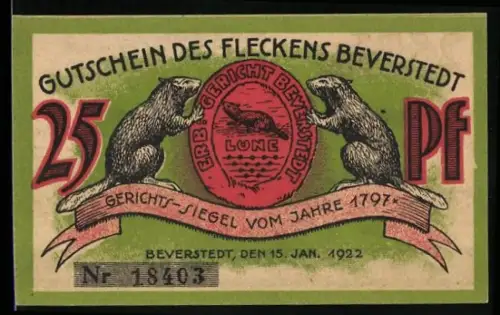 GUTSCHEIN DES FLECKENS BEVERSTEDT
25 Pf
ERB GERICHT BEVERSTEDT
LUNE
GERICHTS-SIEGEL VOM JAHRE 1797
BEVERSTEDT, DEN 15. JAN. 1922
Nr 18403